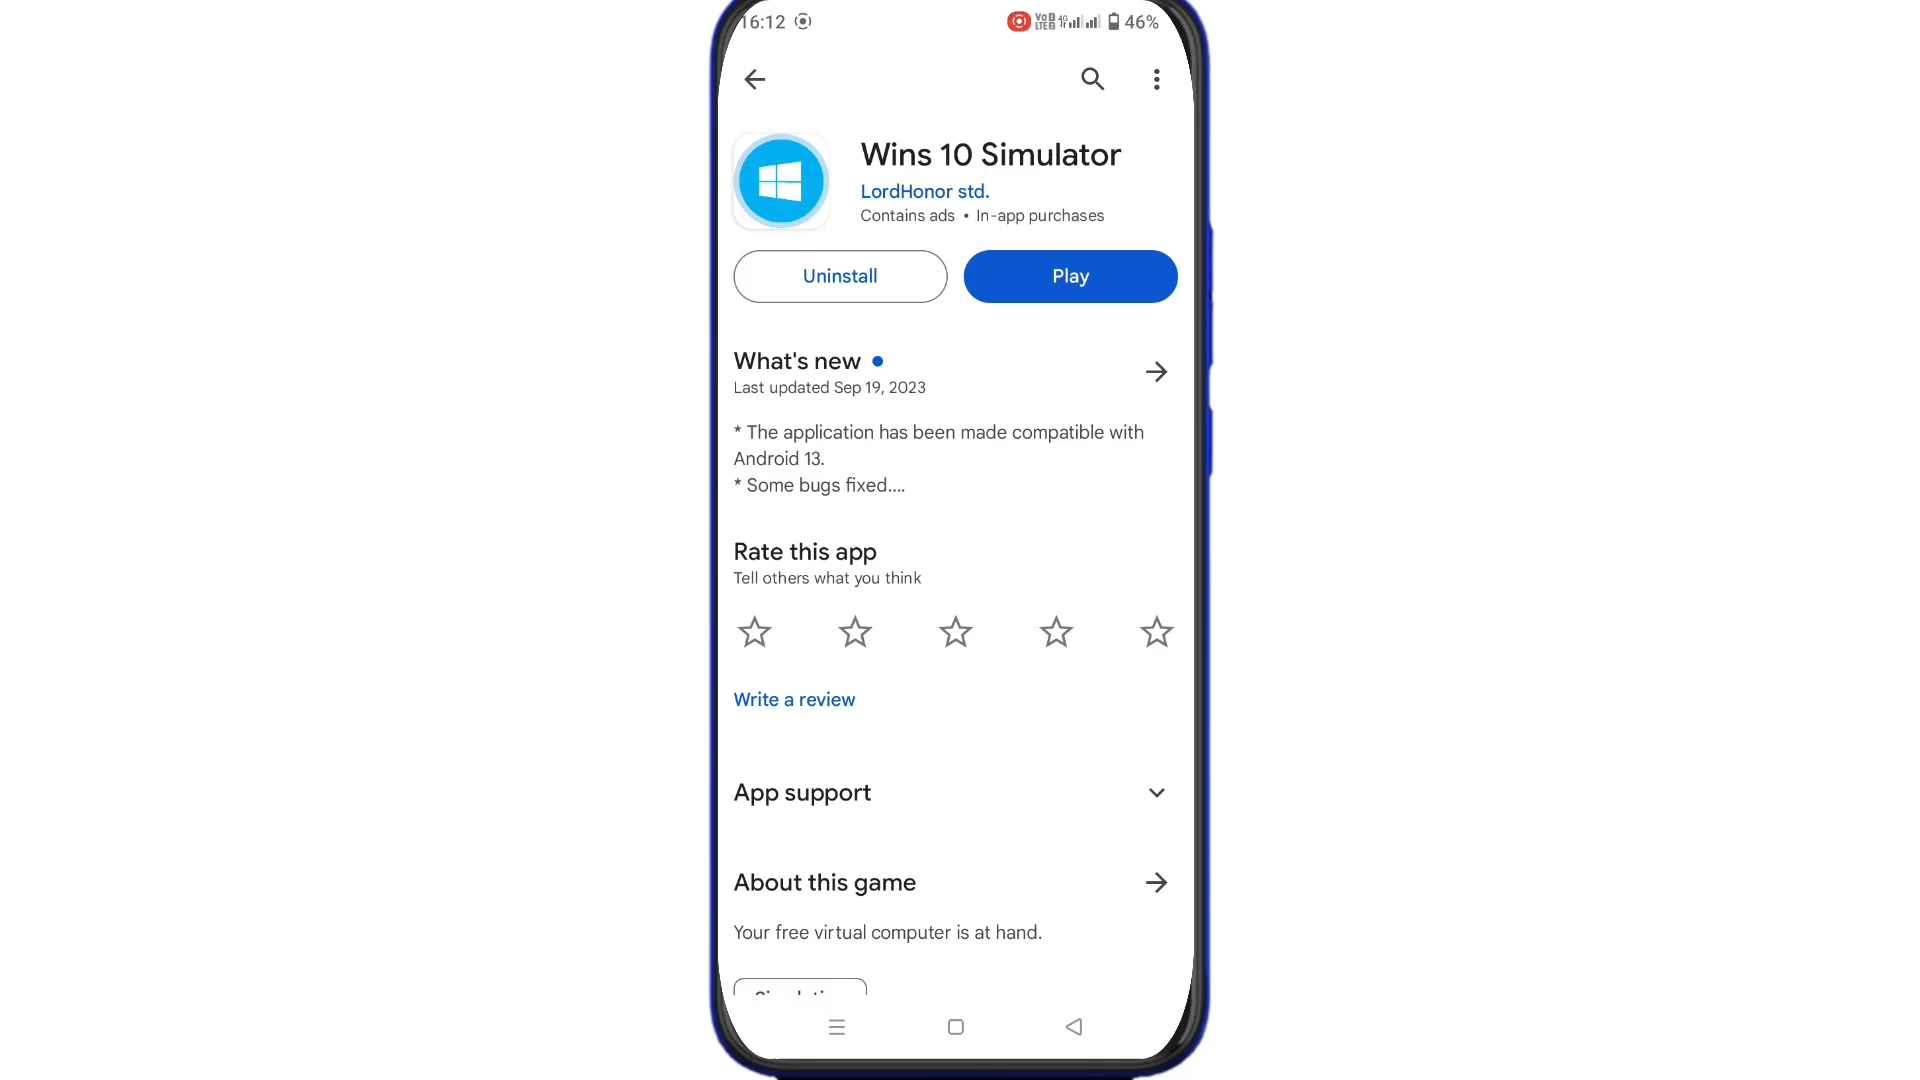 16:12 46%
Wins 10 Simulator
LordHonor std.
Contains ads • In-app purchases
Uninstall
Play
What's new
Last updated Sep 19, 2023
* The application has been made compatible with
Android 13.
* Some bugs fixed....
Rate this app
Tell others what you think
Write a review
App support
About this game
Your free virtual computer is at hand.